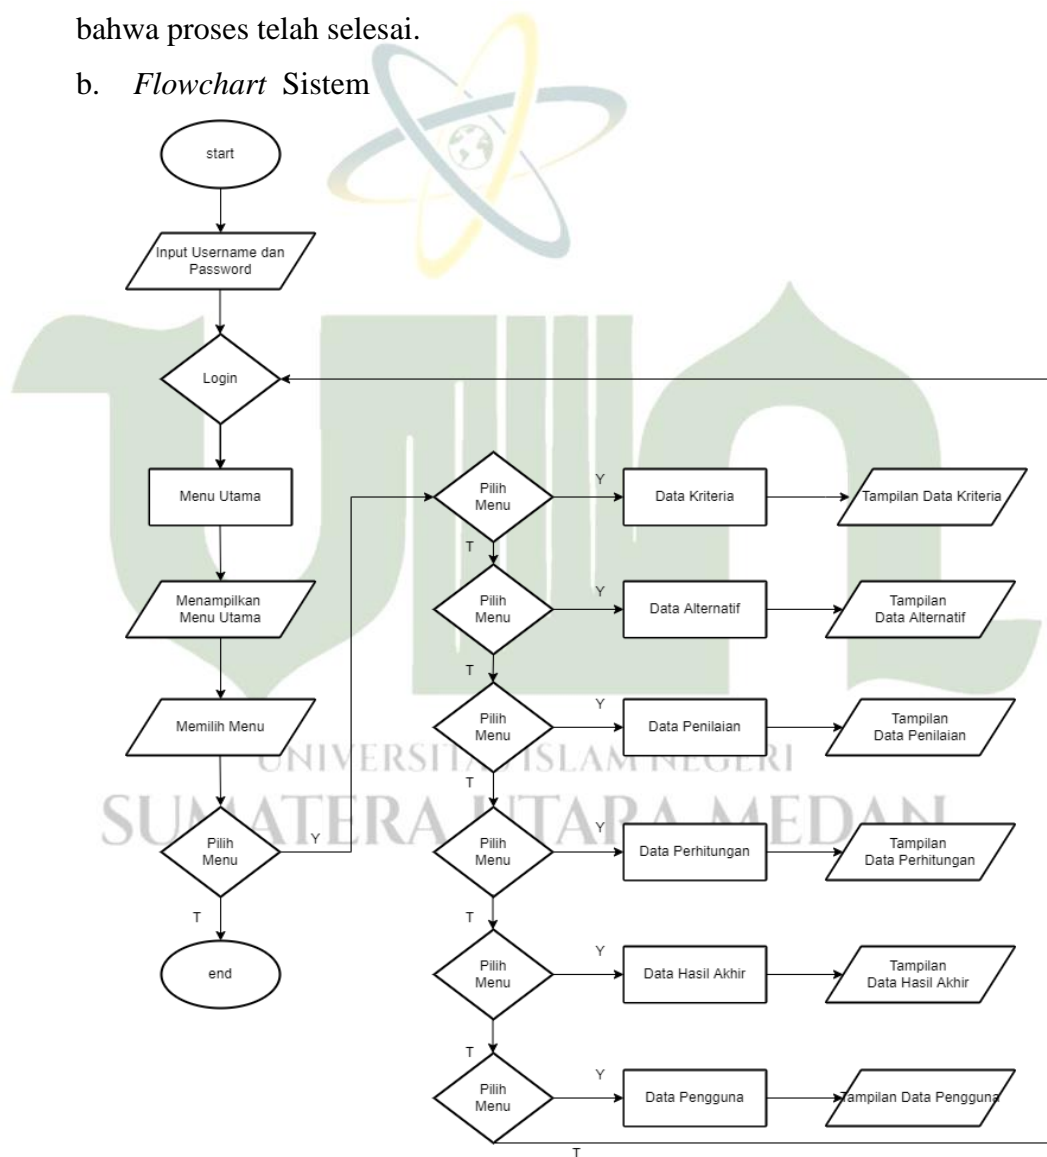 bahwa proses telah selesai.
b. Flowchart Sistem
start
Input Username dan
Password
Login
Menu Utama
Menampilkan
Menu Utama
Memilih Menu
Pilih
Menu
Y
T
end
Pilih
Menu
Y
Data Kriteria
Tampilan Data Kriteria
T
Pilih
Menu
Y
Data Alternatif
Tampilan
Data Alternatif
T
Pilih
Menu
Y
Data Penilaian
Tampilan
Data Penilaian
T
Pilih
Menu
Y
Data Perhitungan
Tampilan
Data Perhitungan
T
Pilih
Menu
Y
Data Hasil Akhir
Tampilan
Data Hasil Akhir
T
Pilih
Menu
Y
Data Pengguna
Tampilan Data Pengguna
T
UNIVERSITAS ISLAM NEGERI
SUMATERA UTARA MEDAN